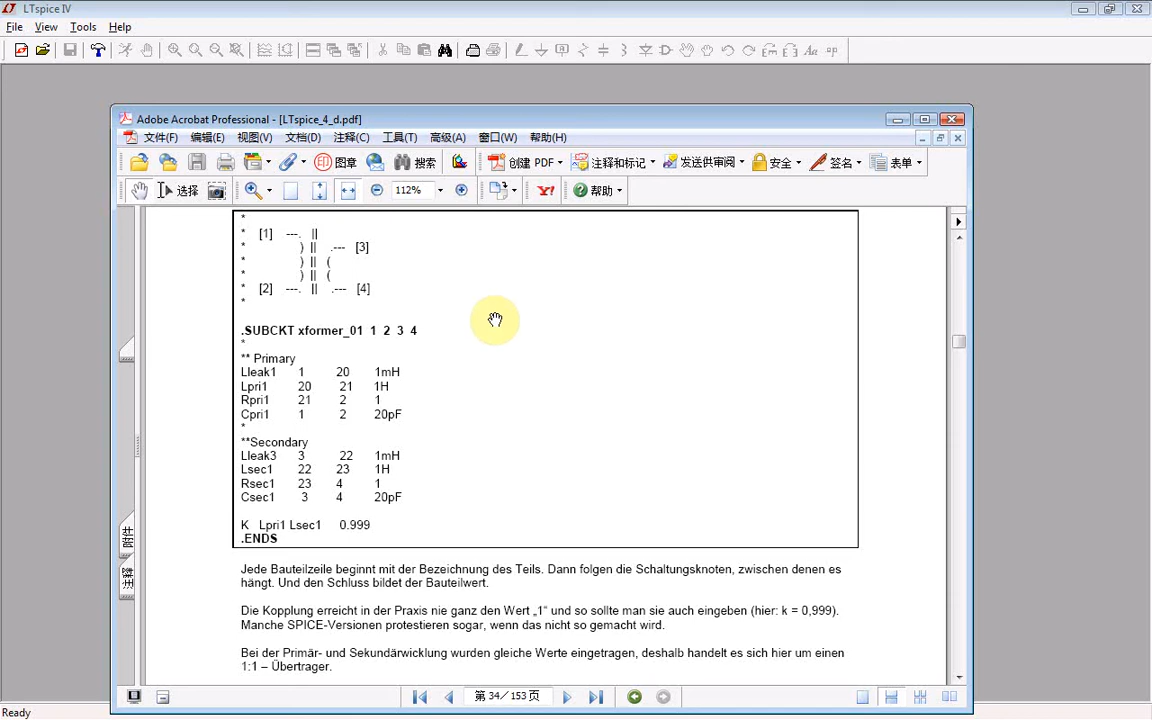 LTspice IV
File View Tools Help
Adobe Acrobat Professional - [LTspice_4_d.pdf]
文件(F) 编辑(E) 视图(V) 文档(D) 注释(C) 工具(T) 高级(A) 窗口(W) 帮助(H)
图章 搜索 创建 PDF 注释和标记 发送供审阅 安全 签名 表单
选择 112% Y! 帮助
*
* [1] ---. ||
* ) || .--- [3]
* ) || (
* ) || (
* [2] ---. || .--- [4]
*
.SUBCKT xformer_01 1 2 3 4
*
** Primary
Lleak1 1 20 1mH
Lpri1 20 21 1H
Rpri1 21 2 1
Cpri1 1 2 20pF
*
**Secondary
Lleak3 3 22 1mH
Lsec1 22 23 1H
Rsec1 23 4 1
Csec1 3 4 20pF
K Lpri1 Lsec1 0.999
.ENDS
附件
注释
Jede Bauteilzeile beginnt mit der Bezeichnung des Teils. Dann folgen die Schaltungsknoten, zwischen denen es
hängt. Und den Schluss bildet der Bauteilwert.
Die Kopplung erreicht in der Praxis nie ganz den Wert „1“ und so sollte man sie auch eingeben (hier: k = 0,999).
Manche SPICE-Versionen protestieren sogar, wenn das nicht so gemacht wird.
Bei der Primär- und Sekundärwicklung wurden gleiche Werte eingetragen, deshalb handelt es sich hier um einen
1:1 – Übertrager.
第 34/153 页
Ready